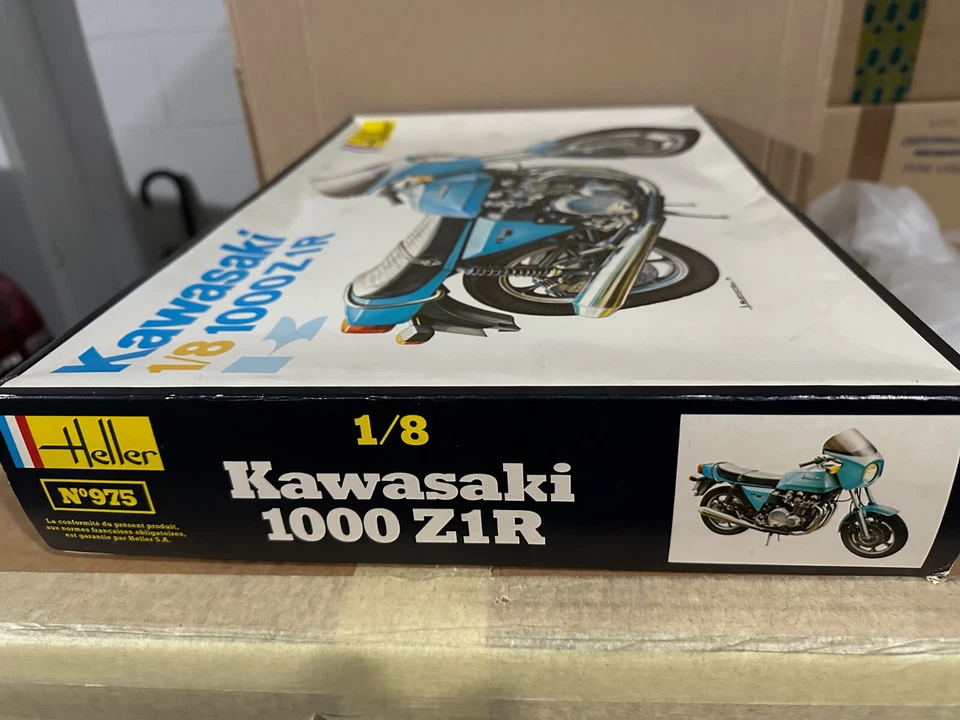 Kawasaki
1/8 1000Z1R
Heller
Nº975
La conformité du présent produit,
aux normes françaises obligatoires,
est garantie par Heller S.A.
1/8
Kawasaki
1000 Z1R